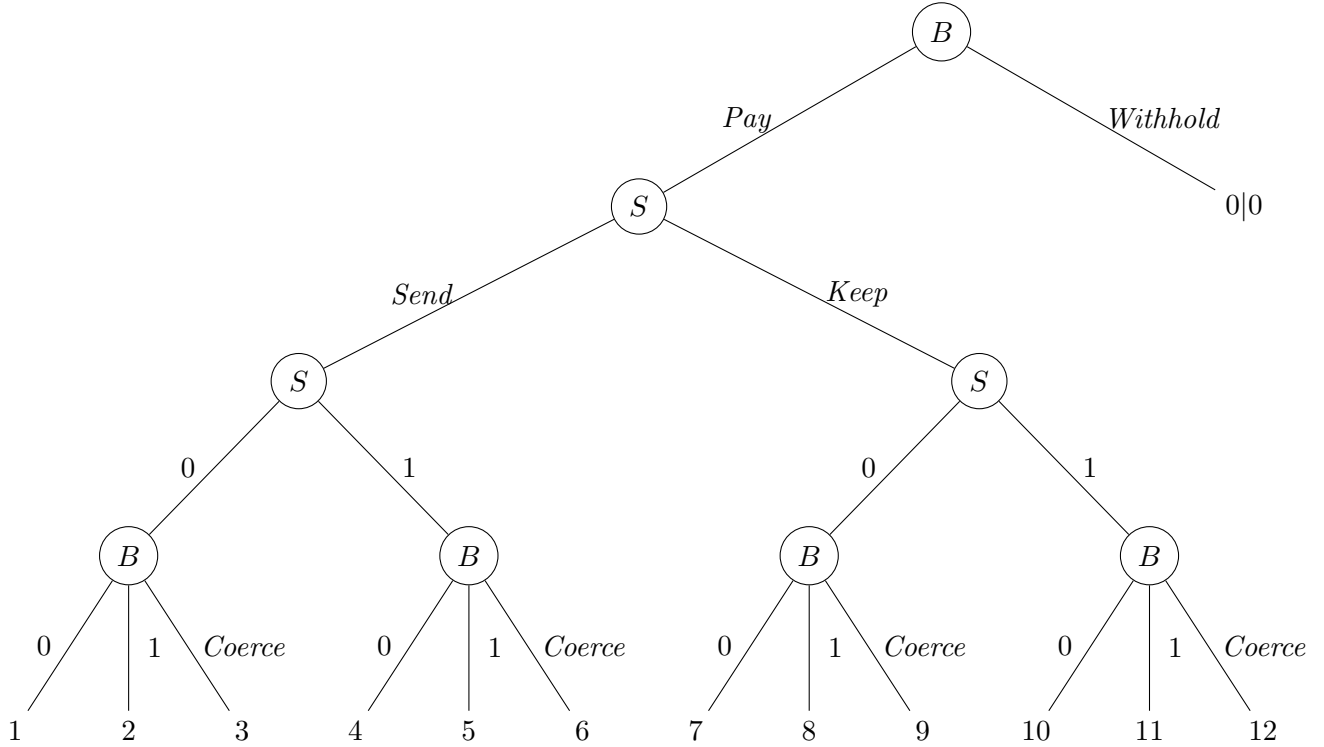 B
Pay Withhold
S 0|0
Send Keep
S S
0 1 0 1
B B B B
0 1 Coerce 0 1 Coerce 0 1 Coerce 0 1 Coerce
1 2 3 4 5 6 7 8 9 10 11 12